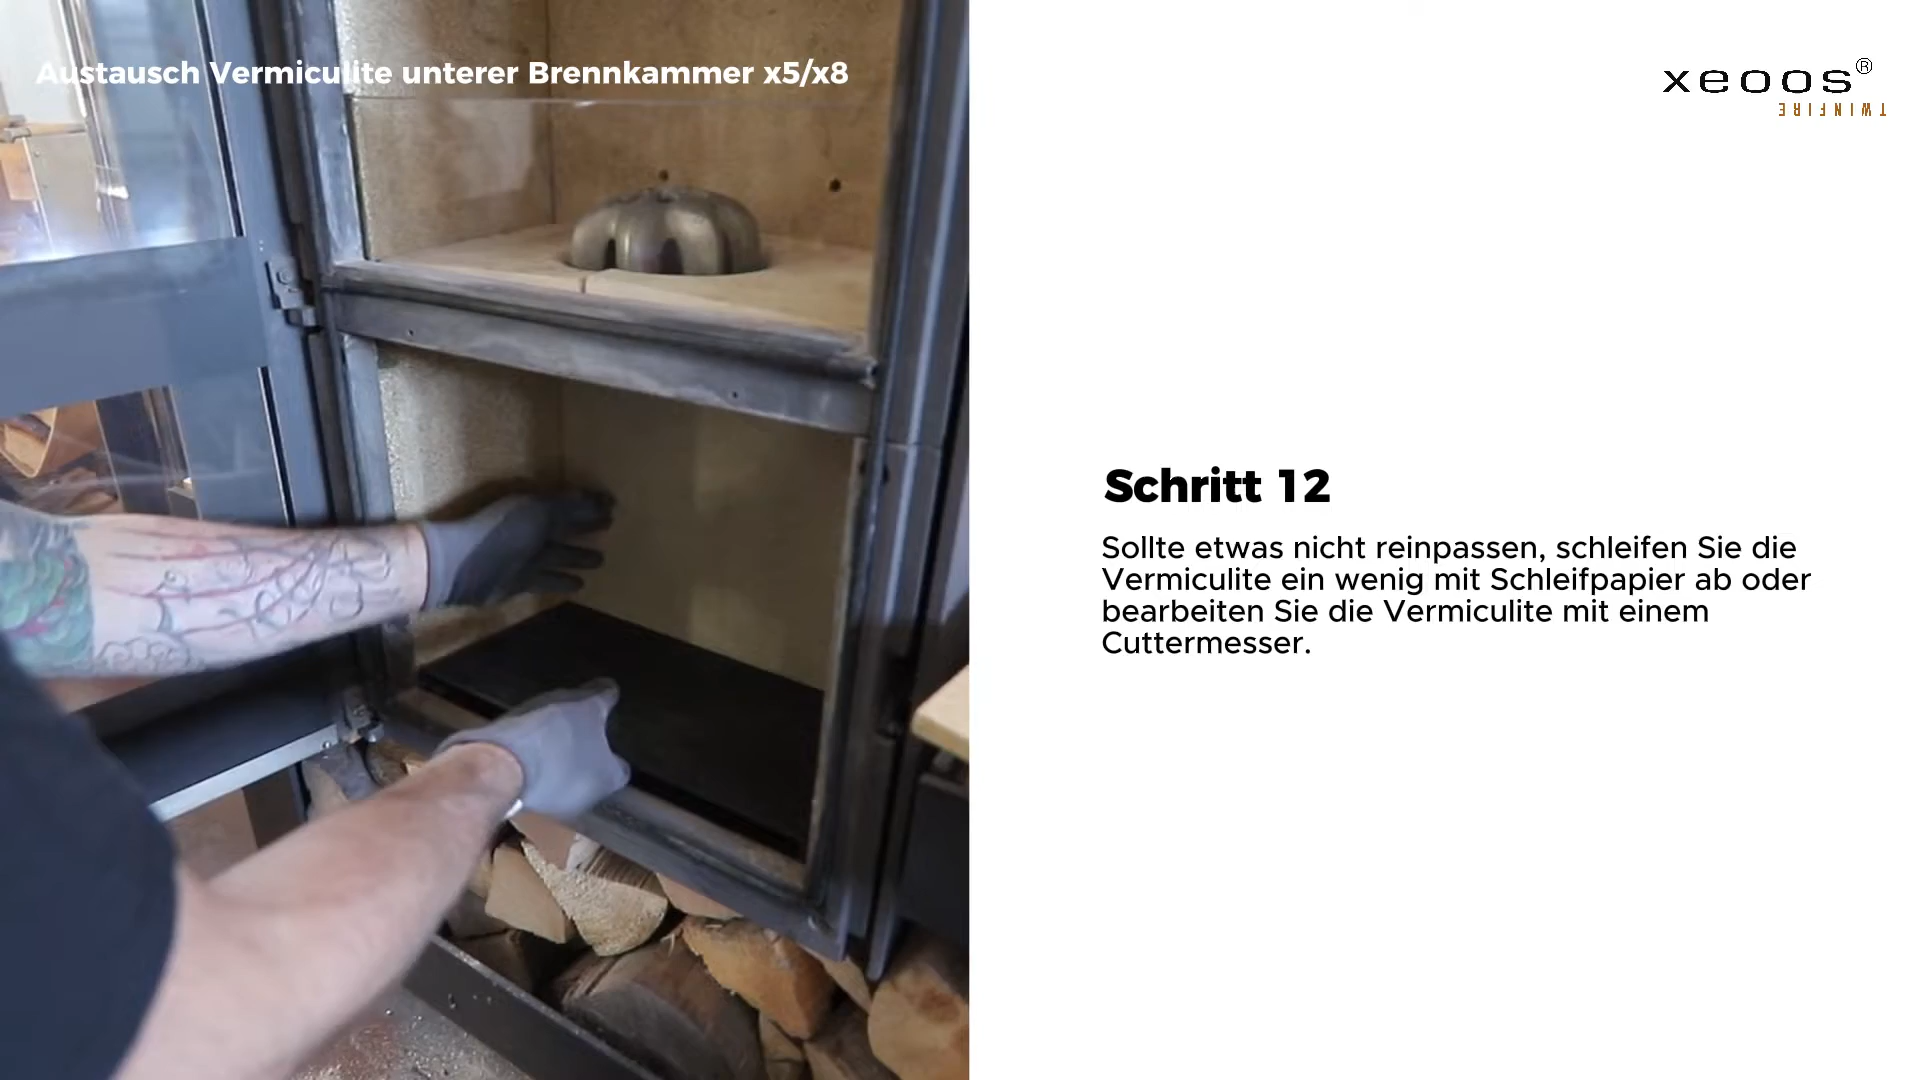 Austausch Vermiculite unterer Brennkammer x5/x8
xeoos®
TWINFIRE
Schritt 12
Sollte etwas nicht reinpassen, schleifen Sie die
Vermiculite ein wenig mit Schleifpapier ab oder
bearbeiten Sie die Vermiculite mit einem
Cuttermesser.